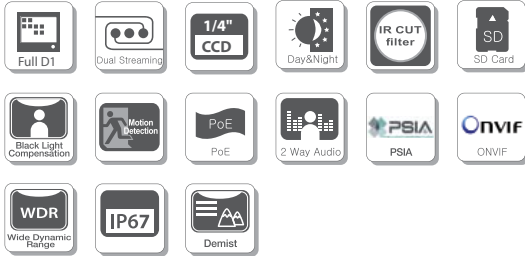 Full D1
Dual Streaming
1/4"
CCD
Day&Night
IR CUT
filter
SD
SD Card
Black Light
Compensation
Motion
Detection
PoE
PoE
2 Way Audio
PSIA
PSIA
ONVIF
ONVIF
WDR
Wide Dynamic
Range
IP67
Demist